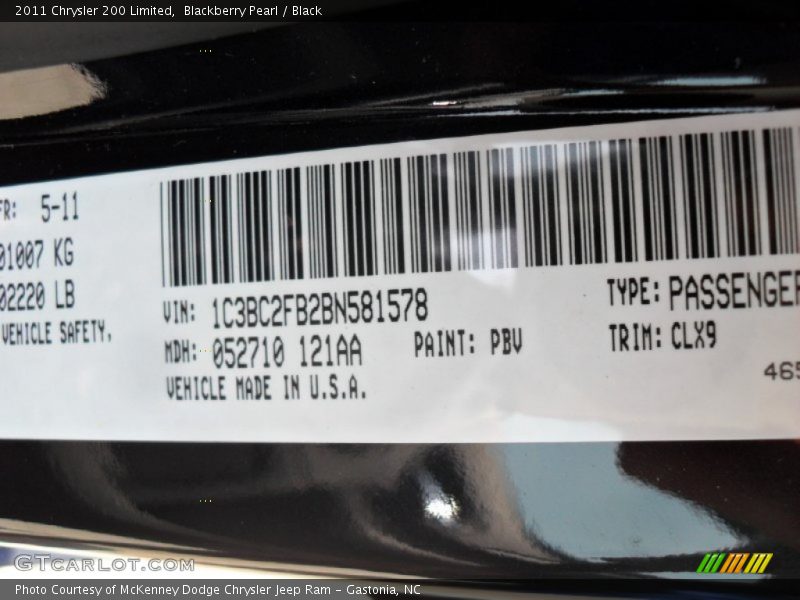 2011 Chrysler 200 Limited,  Blackberry Pearl / Black
FR: 5-11
01007 KG
02220 LB
VEHICLE SAFETY,
VIN: 1C3BC2FB2BN581578
TYPE: PASSENGER
MDH: 052710 121AA
PAINT: PBV
TRIM: CLX9
VEHICLE MADE IN U.S.A.
465
GTCARLOT.COM
Photo Courtesy of McKenney Dodge Chrysler Jeep Ram - Gastonia, NC